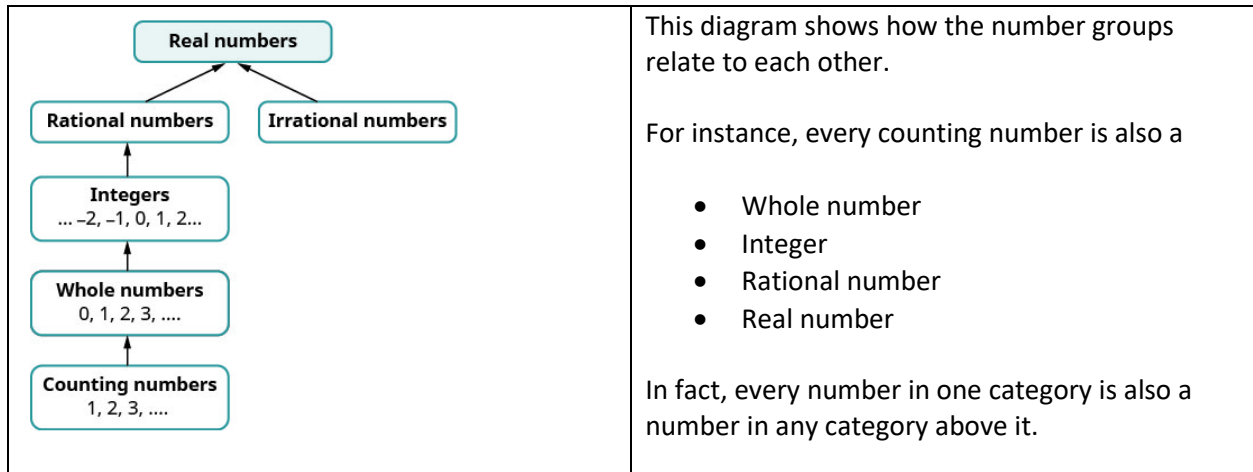 Real numbers
Rational numbers
Irrational numbers
Integers
... –2, –1, 0, 1, 2...
Whole numbers
0, 1, 2, 3, ....
Counting numbers
1, 2, 3, ....
This diagram shows how the number groups
relate to each other.
For instance, every counting number is also a
• Whole number
• Integer
• Rational number
• Real number
In fact, every number in one category is also a
number in any category above it.